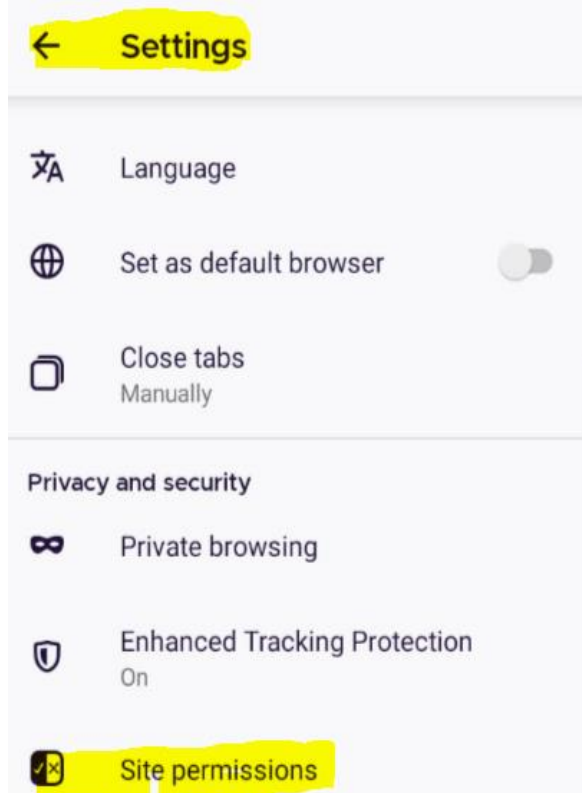 Settings
Language
Set as default browser
Close tabs
Manually
Privacy and security
Private browsing
Enhanced Tracking Protection
On
Site permissions